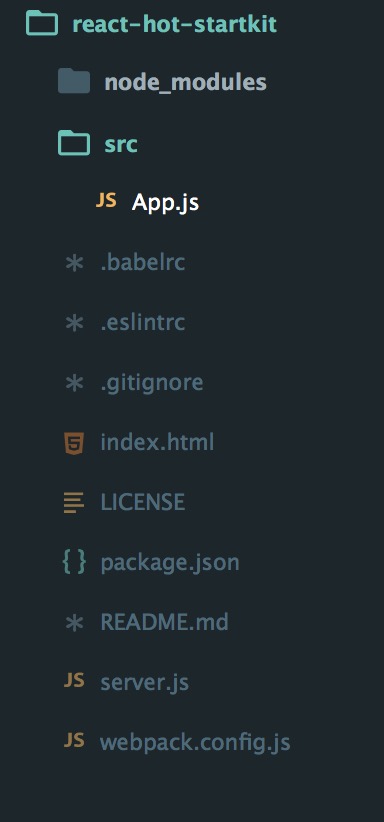 react-hot-startkit
node_modules
src
JS App.js
.babelrc
.eslintrc
.gitignore
5 index.html
LICENSE
{} package.json
README.md
JS server.js
JS webpack.config.js